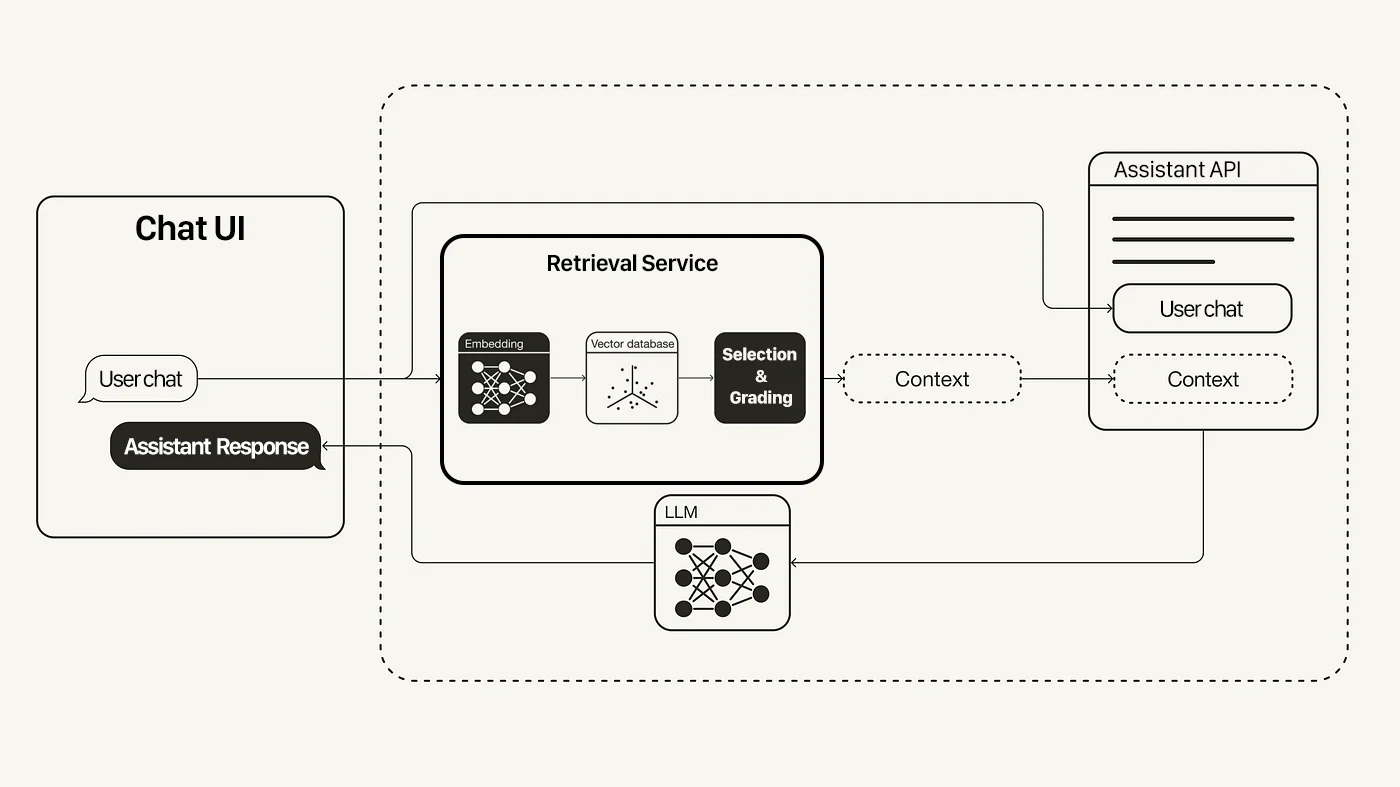 Assistant API
Chat UI
Retrieval Service
User chat
Embedding
Vector database
Selection
&
Grading
User chat
Context
Context
Assistant Response
LLM